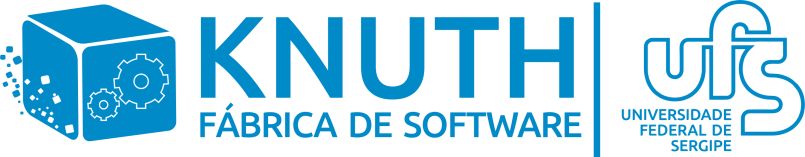 KNUTH
FÁBRICA DE SOFTWARE
ufs
UNIVERSIDADE
FEDERAL DE
SERGIPE